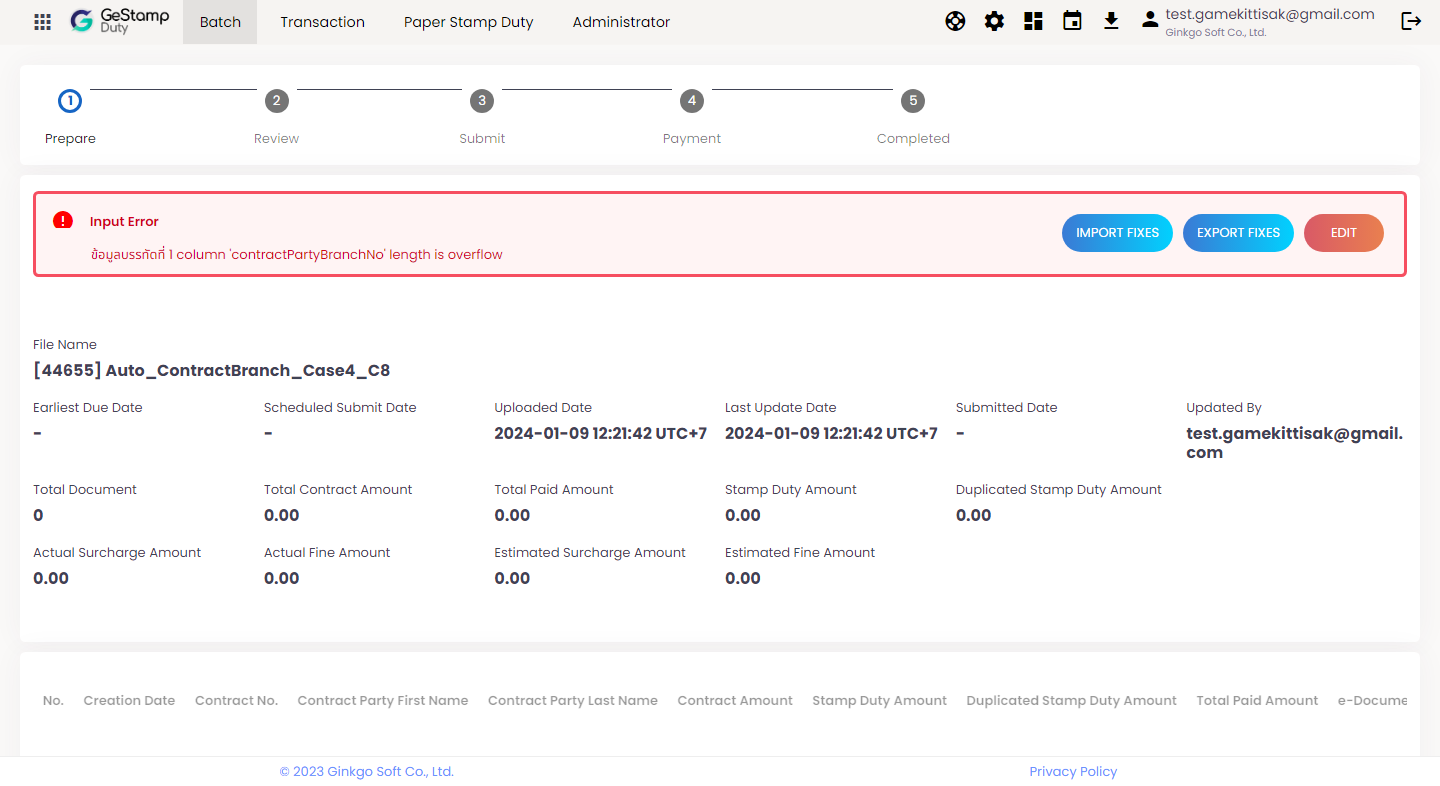 GeStamp
Duty
Batch
Transaction
Paper Stamp Duty
Administrator
test.gamekittisak@gmail.com
Ginkgo Soft Co., Ltd.
1
2
3
4
5
Prepare
Review
Submit
Payment
Completed
Input Error
ข้อมูลบรรทัดที่ 1 column 'contractPartyBranchNo' length is overflow
IMPORT FIXES
EXPORT FIXES
EDIT
File Name
[44655] Auto_ContractBranch_Case4_C8
Earliest Due Date
Scheduled Submit Date
Uploaded Date
Last Update Date
Submitted Date
Updated By
-
-
2024-01-09 12:21:42 UTC+7
2024-01-09 12:21:42 UTC+7
-
test.gamekittisak@gmail.
com
Total Document
Total Contract Amount
Total Paid Amount
Stamp Duty Amount
Duplicated Stamp Duty Amount
0
0.00
0.00
0.00
0.00
Actual Surcharge Amount
Actual Fine Amount
Estimated Surcharge Amount
Estimated Fine Amount
0.00
0.00
0.00
0.00
No.
Creation Date
Contract No.
Contract Party First Name
Contract Party Last Name
Contract Amount
Stamp Duty Amount
Duplicated Stamp Duty Amount
Total Paid Amount
e-Docume
© 2023 Ginkgo Soft Co., Ltd.
Privacy Policy